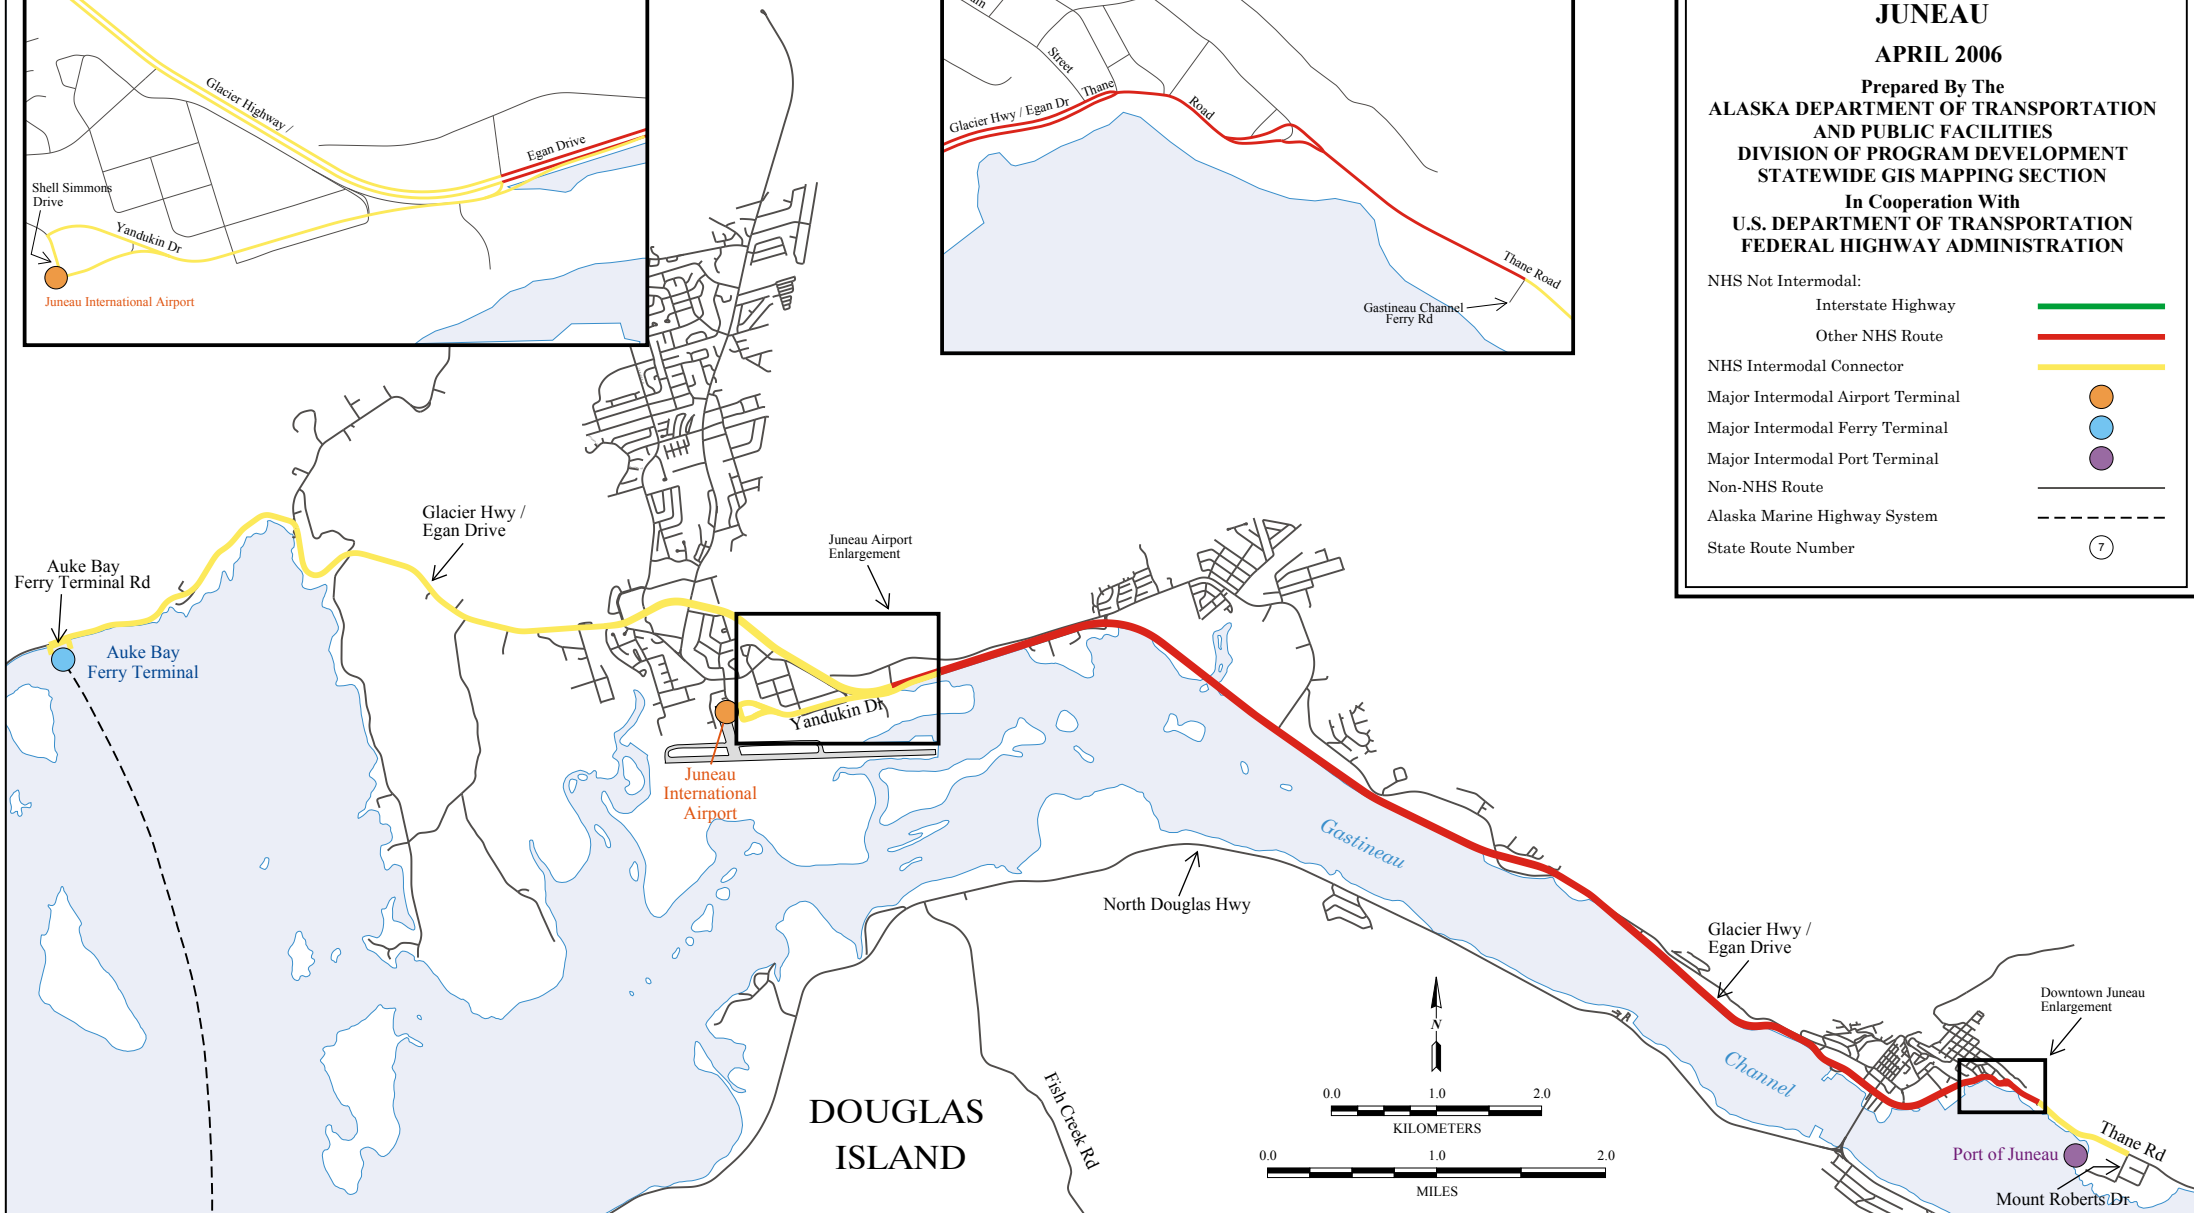 Glacier Highway /
Egan Drive
Shell Simmons
Drive
Yandukin Dr
Juneau International Airport
Street
Glacier Hwy / Egan Dr
Thane
Road
Thane Road
Gastineau Channel
Ferry Rd
JUNEAU
APRIL 2006
Prepared By The
ALASKA DEPARTMENT OF TRANSPORTATION
AND PUBLIC FACILITIES
DIVISION OF PROGRAM DEVELOPMENT
STATEWIDE GIS MAPPING SECTION
In Cooperation With
U.S. DEPARTMENT OF TRANSPORTATION
FEDERAL HIGHWAY ADMINISTRATION
NHS Not Intermodal:
Interstate Highway
Other NHS Route
NHS Intermodal Connector
Major Intermodal Airport Terminal
Major Intermodal Ferry Terminal
Major Intermodal Port Terminal
Non-NHS Route
Alaska Marine Highway System
State Route Number 7
Glacier Hwy /
Egan Drive
Juneau Airport
Enlargement
Auke Bay
Ferry Terminal Rd
Auke Bay
Ferry Terminal
Yandukin Dr
Juneau
International
Airport
Gastineau
North Douglas Hwy
Glacier Hwy /
Egan Drive
Downtown Juneau
Enlargement
N
Channel
0.0 1.0 2.0
KILOMETERS
0.0 1.0 2.0
MILES
DOUGLAS
ISLAND
Fish Creek Rd
Thane Rd
Port of Juneau
Mount Roberts Dr